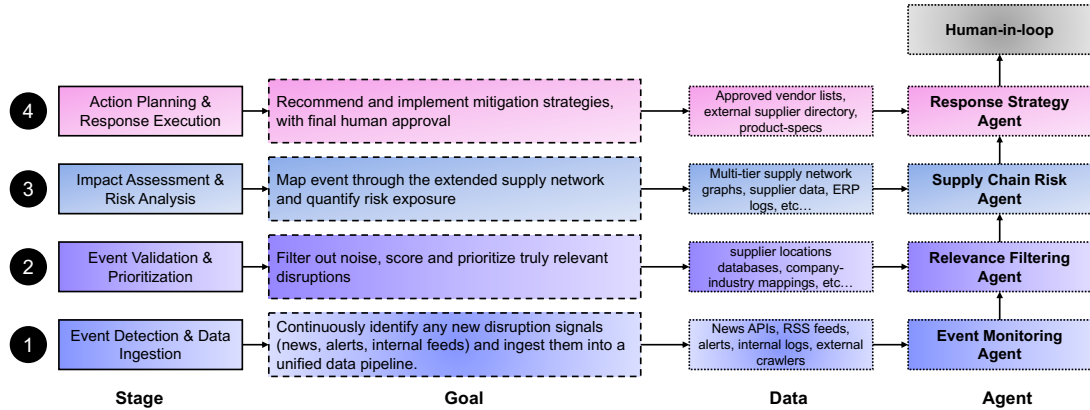 Human-in-loop
4
Action Planning &
Response Execution
Recommend and implement mitigation strategies,
with final human approval
Approved vendor lists,
external supplier directory,
product-specs
Response Strategy
Agent
3
Impact Assessment &
Risk Analysis
Map event through the extended supply network
and quantify risk exposure
Multi-tier supply network
graphs, supplier data, ERP
logs, etc…
Supply Chain Risk
Agent
2
Event Validation &
Prioritization
Filter out noise, score and prioritize truly relevant
disruptions
supplier locations
databases, company-
industry mappings, etc…
Relevance Filtering
Agent
1
Event Detection & Data
Ingestion
Continuously identify any new disruption signals
(news, alerts, internal feeds) and ingest them into a
unified data pipeline.
News APIs, RSS feeds,
alerts, internal logs, external
crawlers
Event Monitoring
Agent
Stage
Goal
Data
Agent